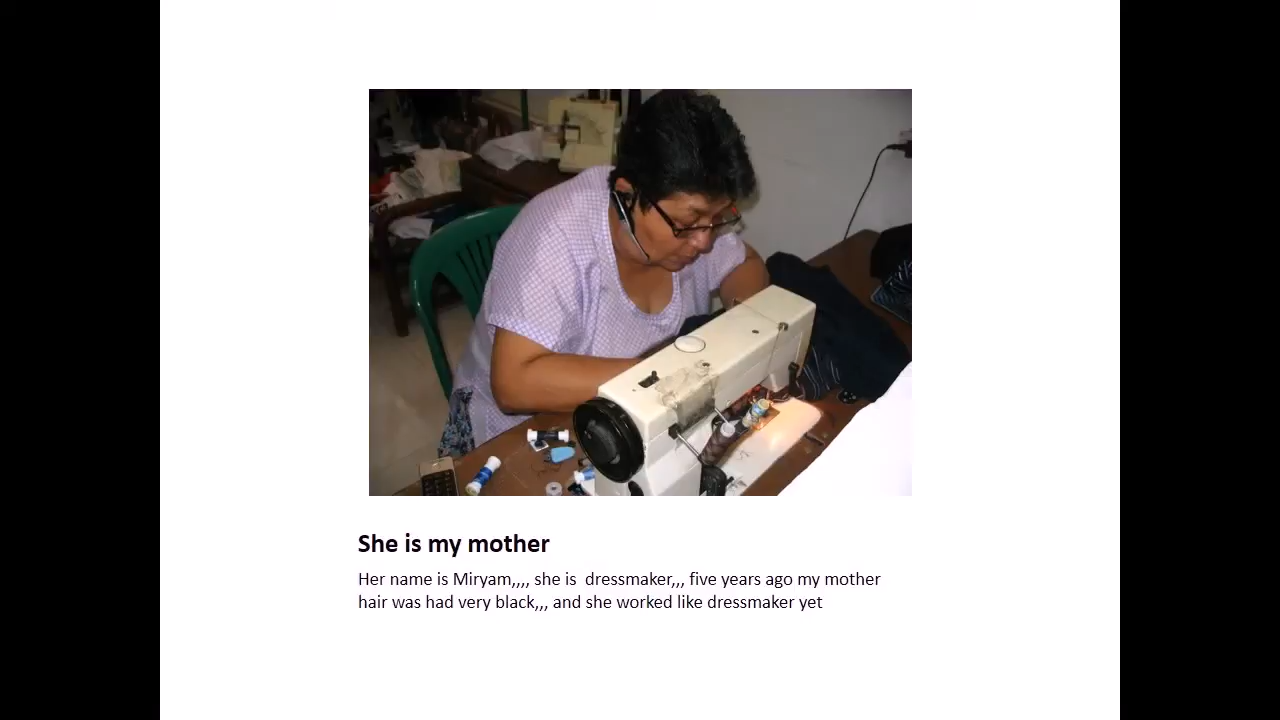 She is my mother
Her name is Miryam,,,, she is  dressmaker,,, five years ago my mother
hair was had very black,,, and she worked like dressmaker yet